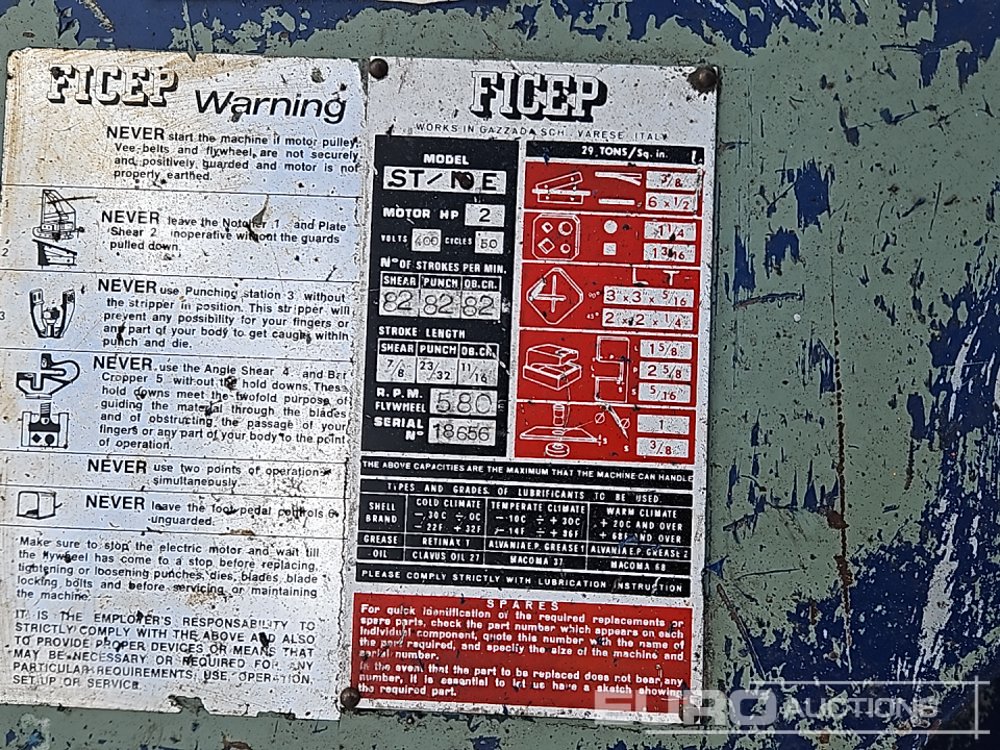 FICEP Warning
NEVER start the machine if motor pulley,
Vee-belts and flywheel are not securely
and positively guarded and motor is not
properly earthed.
NEVER leave the Notcher 1 and Plate
Shear 2 inoperative without the guards
pulled down.
2
NEVER use Punching station 3 without
the stripper in position. This stripper will
prevent any possibility for your fingers or
any part of your body to get caught within
punch and die.
3
NEVER use the Angle Shear 4 and Bar
Cropper 5 without the hold downs. These
hold downs meet the twofold purpose of
guiding the material through the blades
and of obstructing the passage of your
fingers or any part of your body to the point
of operation.
NEVER use two points of operation
simultaneously.
NEVER leave the foot pedal controls 6
unguarded.
Make sure to stop the electric motor and wait till
the flywheel has come to a stop before replacing,
tightening or loosening punches, dies, blades, blade
locking bolts and before servicing or maintaining
the machine.
IT IS THE EMPLOYER'S RESPONSABILITY TO
STRICTLY COMPLY WITH THE ABOVE AND ALSO
TO PROVIDE PROPER DEVICES OR MEANS THAT
MAY BE NECESSARY OR REQUIRED FOR ANY
PARTICULAR REQUIREMENTS, USE, OPERATION,
SET UP OR SERVICE.
FICEP
WORKS IN GAZZADA SCH. VARESE ITALY
MODEL
MOTOR HP 2
VOLTS 400 CYCLES 50
N° OF STROKES PER MIN.
SHEAR PUNCH OB.CR.
82 82 82
STROKE LENGTH
SHEAR PUNCH OB.CR.
7/8 23/32 11/16
R.P.M.
FLYWHEEL 580
SERIAL
N° 18656
29 TONS/Sq. in.
3/8
6 x 1/2
1 1/4
90° 3 x 3 x 5/16
45° 2 x 2 x 1/4
1 5/8
P 2 5/8
S 5/16
1
S 3/8
THE ABOVE CAPACITIES ARE THE MAXIMUM THAT THE MACHINE CAN HANDLE
TYPES AND GRADES OF LUBRIFICANTS TO BE USED
SHELL BRAND COLD CLIMATE TEMPERATE CLIMATE WARM CLIMATE
- 30C ÷ 0C - 10C ÷ + 30C + 20C AND OVER
- 22F + 32F - 14F ÷ + 86F + 68F AND OVER
GREASE RETINAX 1 ALVANIA E.P. GREASE 1 ALVANIA E.P. GREASE 2
OIL CLAVUS OIL 27 MACOMA 37 MACOMA 68
PLEASE COMPLY STRICTLY WITH LUBRICATION INSTRUCTION
SPARES
For quick identification of the required replacements or
spare parts, check the part number which appears on each
individual component, quote this number with the name of
the part required, and specify the size of the machine and
serial number.
In the event that the part to be replaced does not bear any
number, it is essential to let us have a sketch showing
the required part.
EURO AUCTIONS